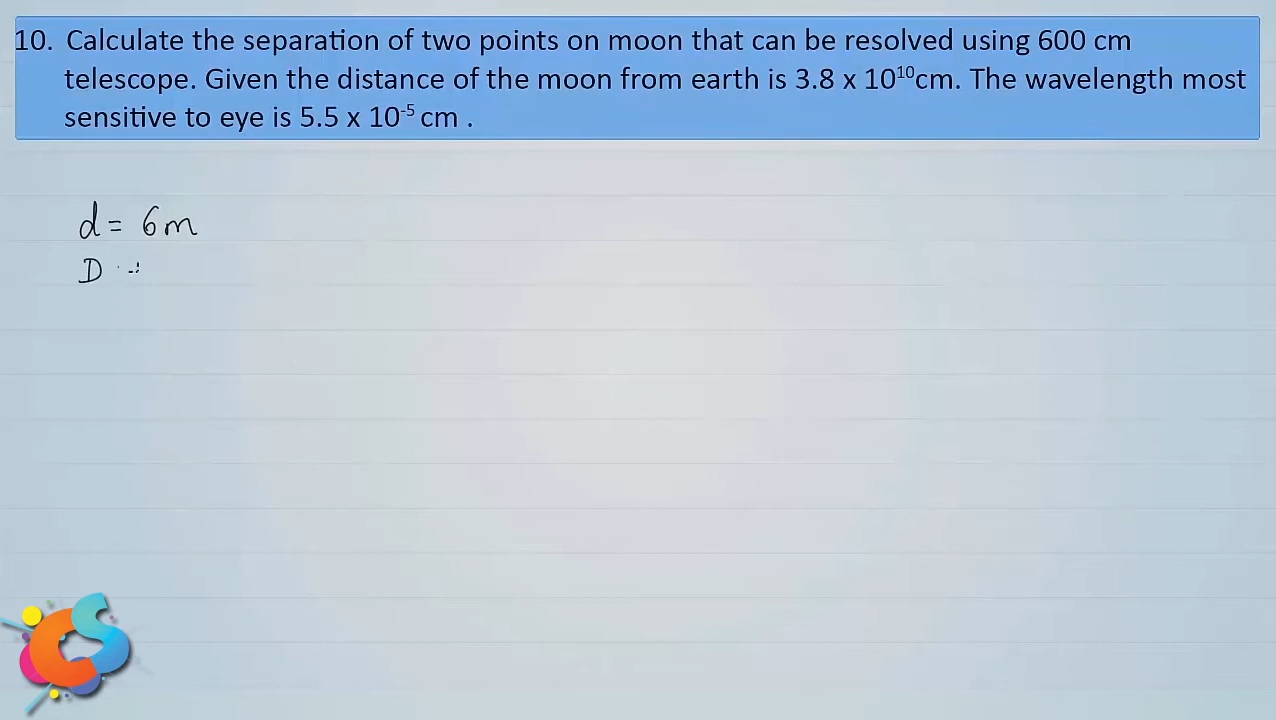 10. Calculate the separation of two points on moon that can be resolved using 600 cm
telescope. Given the distance of the moon from earth is 3.8 x 10¹⁰cm. The wavelength most
sensitive to eye is 5.5 x 10⁻⁵ cm .
d = 6m
D
CS